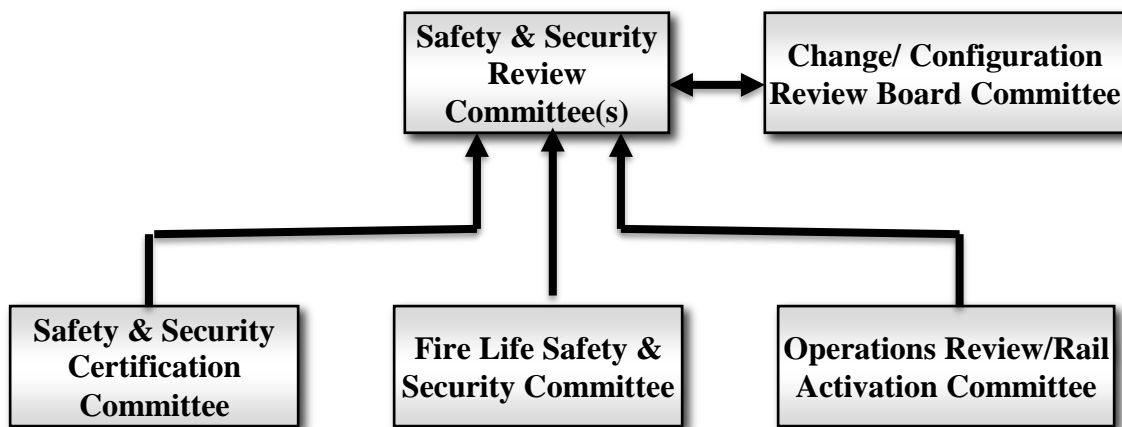 Safety & Security
Review
Committee(s)
Change/ Configuration
Review Board Committee
Safety & Security
Certification
Committee
Fire Life Safety &
Security Committee
Operations Review/Rail
Activation Committee